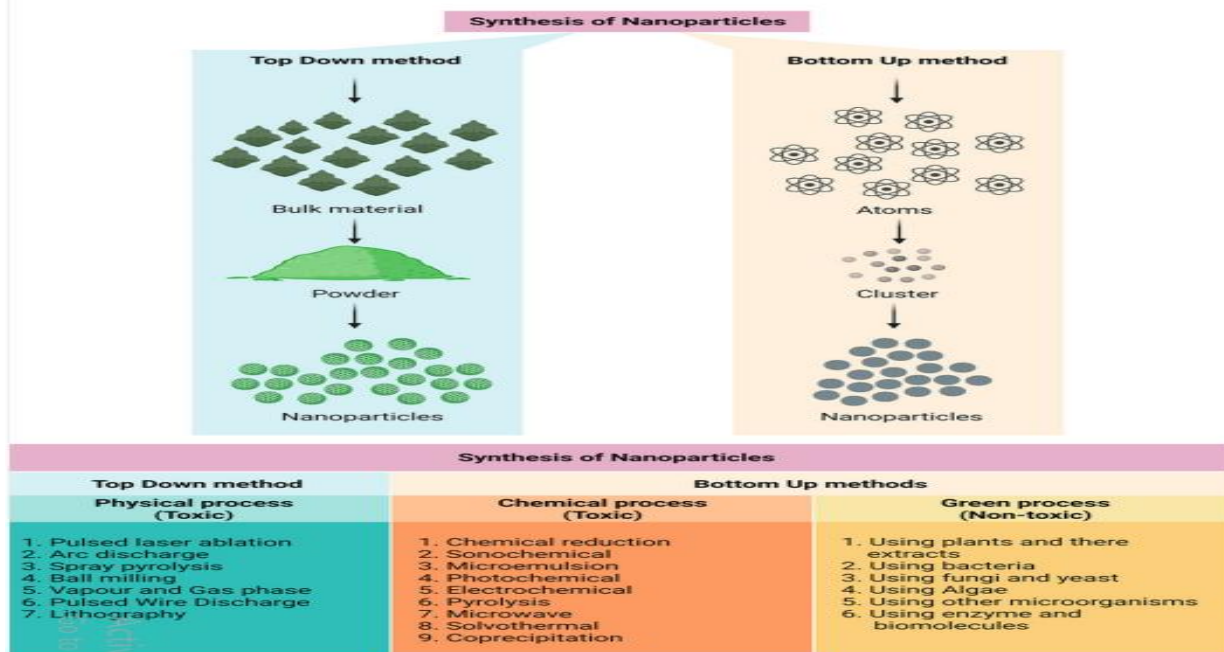 Synthesis of Nanoparticles
Top Down method
Bulk material
Powder
Nanoparticles
Bottom Up method
Atoms
Cluster
Nanoparticles
Synthesis of Nanoparticles
Top Down method
Bottom Up methods
Physical process
(Toxic)
1. Pulsed laser ablation
2. Arc discharge
3. Spray pyrolysis
4. Ball milling
5. Vapour and Gas phase
6. Pulsed Wire Discharge
7. Lithography
Chemical process
(Toxic)
1. Chemical reduction
2. Sonochemical
3. Microemulsion
4. Photochemical
5. Electrochemical
6. Pyrolysis
7. Microwave
8. Solvothermal
9. Coprecipitation
Green process
(Non-toxic)
1. Using plants and there
extracts
2. Using bacteria
3. Using fungi and yeast
4. Using Algae
5. Using other microorganisms
6. Using enzyme and
biomolecules